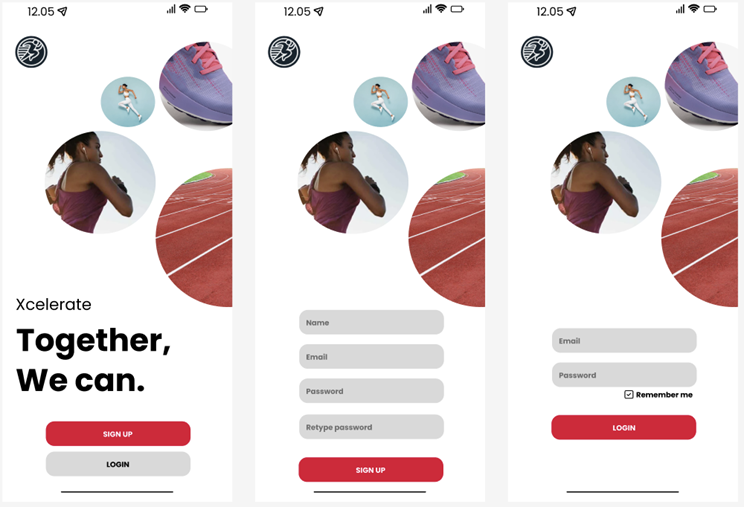 12.05
Xcelerate
Together,
We can.
SIGN UP
LOGIN
12.05
Name
Email
Password
Retype password
SIGN UP
12.05
Email
Password
Remember me
LOGIN